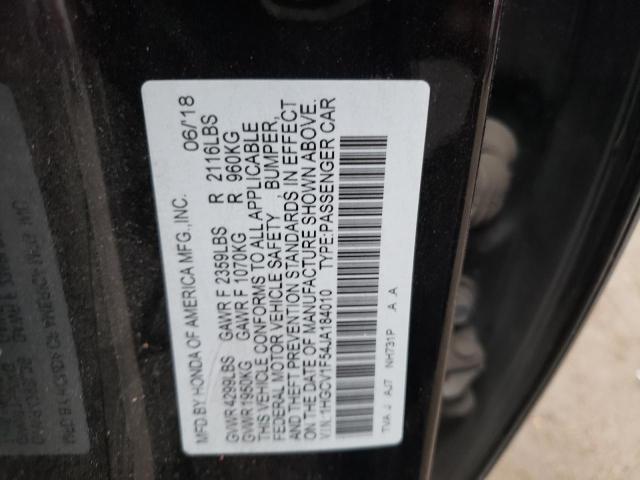 MFD.BY HONDA OF AMERICA MFG.,INC. 06/'18
GVWR 4299LBS GAWR F 2359LBS R 2116LBS
GVWR 1950KG GAWR F 1070KG R 960KG
THIS VEHICLE CONFORMS TO ALL APPLICABLE
FEDERAL MOTOR VEHICLE SAFETY BUMPER,
AND THEFT PREVENTION STANDARDS IN EFFECT
ON THE DATE OF MANUFACTURE SHOWN ABOVE.
V.I.N.:1HGCV1F54JA184010 TYPE:PASSENGER CAR
TVA J AJ7 NH731P A A